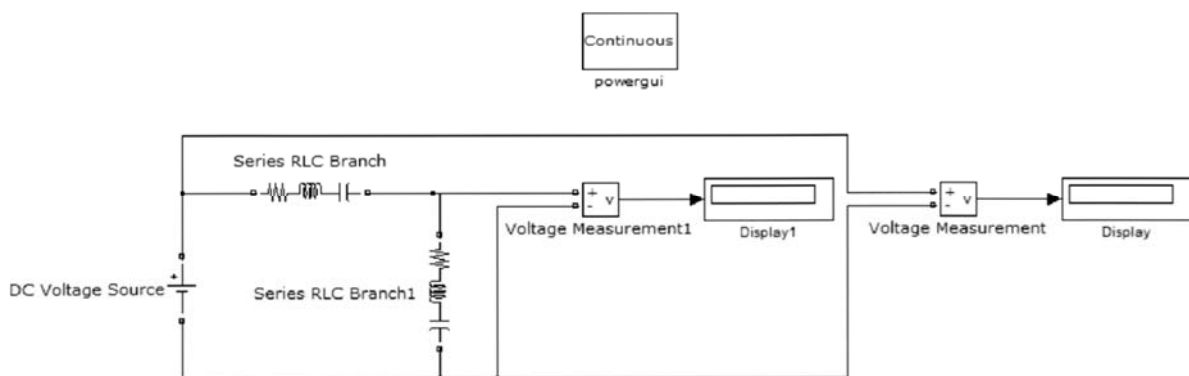 Continuous
powergui
Series RLC Branch
+
-
v
Voltage Measurement1
Display1
+
-
v
Voltage Measurement
Display
DC Voltage Source
+
Series RLC Branch1